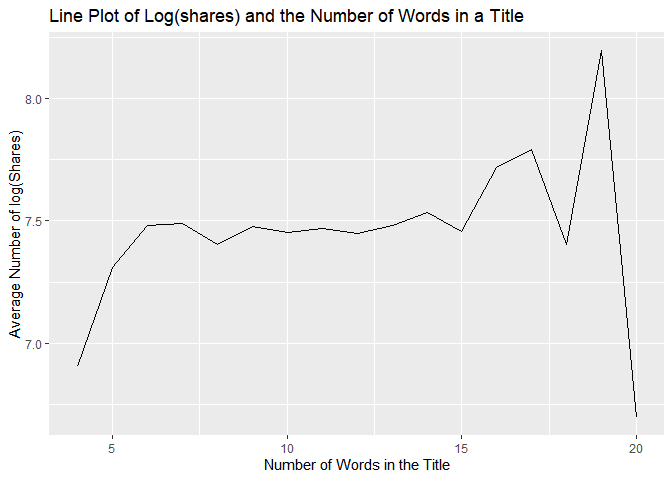 Line Plot of Log(shares) and the Number of Words in a Title
Average Number of log(Shares)
8.0
7.5
7.0
5
10
15
20
Number of Words in the Title